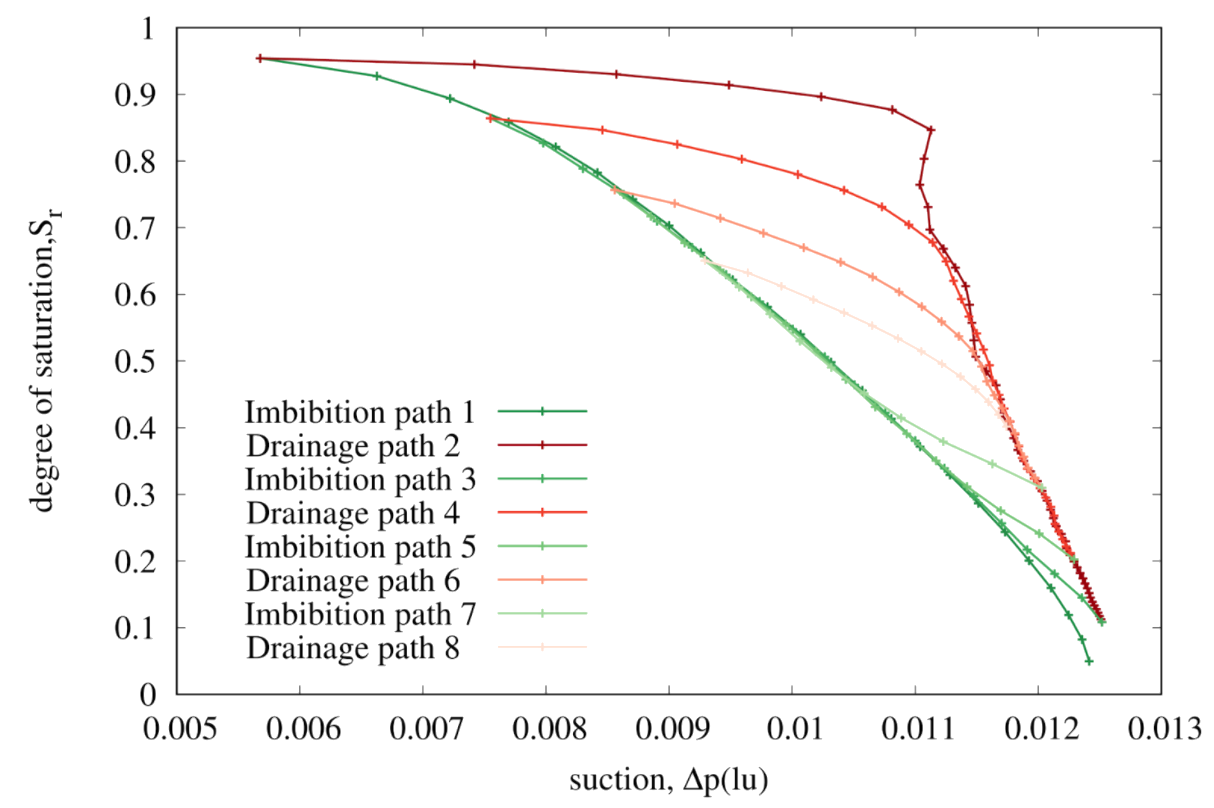 1
0.9
0.8
0.7
0.6
0.5
0.4
0.3
0.2
0.1
0
degree of saturation,Sr
Imbibition path 1
Drainage path 2
Imbibition path 3
Drainage path 4
Imbibition path 5
Drainage path 6
Imbibition path 7
Drainage path 8
0.005 0.006 0.007 0.008 0.009 0.01 0.011 0.012 0.013
suction, Δp(lu)